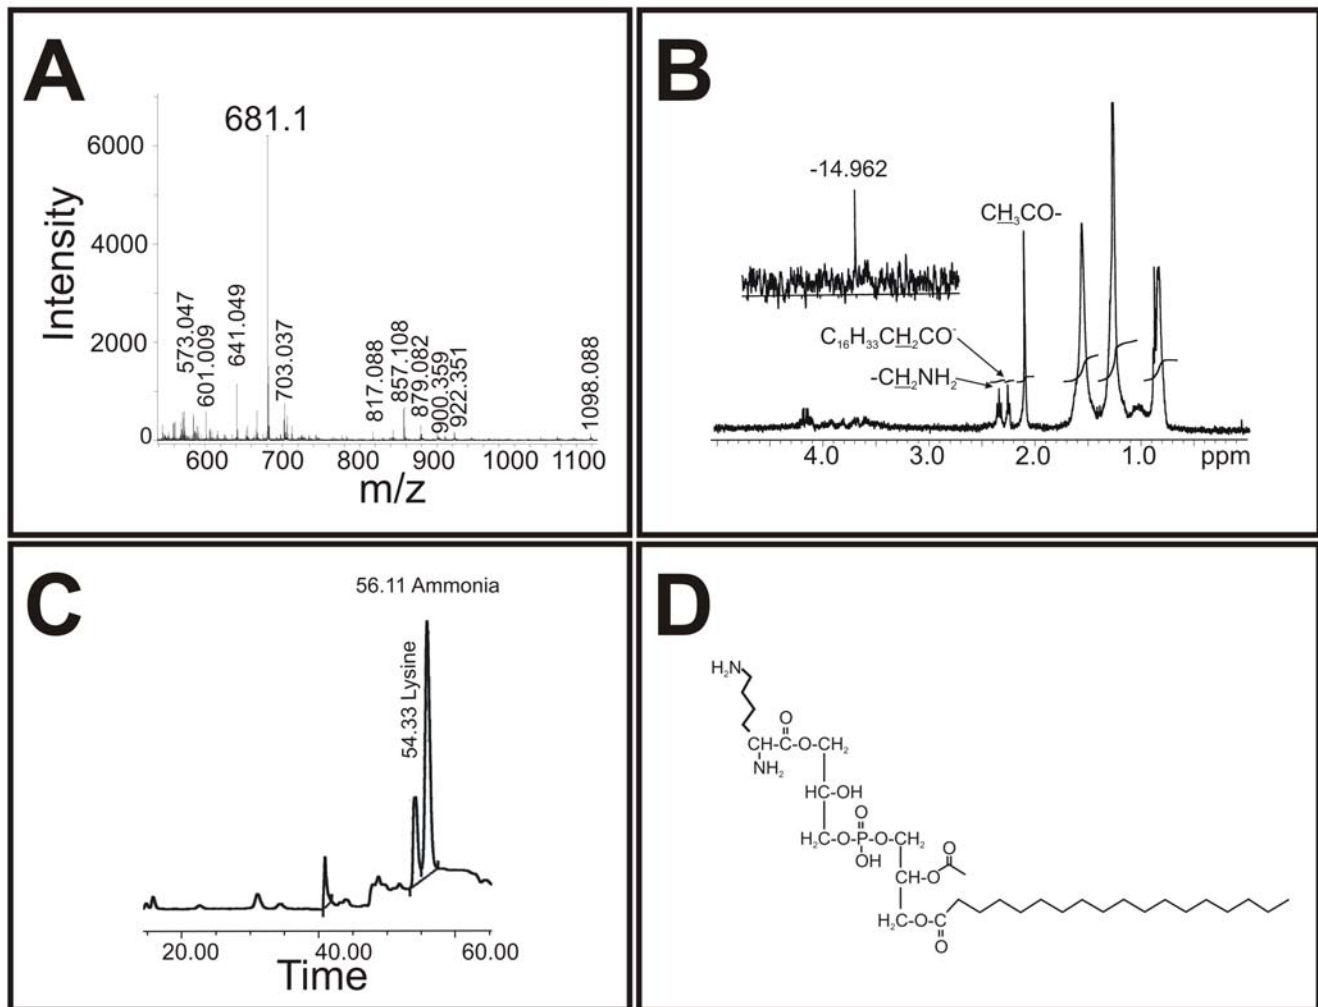 A
681.1
6000
4000
2000
0
Intensity
573.047
601.009
641.049
703.037
817.088
857.108
879.082
900.359
922.351
1098.088
600 700 800 900 1000 1100
m/z
B
-14.962
CH₃CO-
C₁₆H₃₃CH₂CO⁻
-CH₂NH₂
4.0 3.0 2.0 1.0 ppm
C
56.11 Ammonia
54.33 Lysine
20.00 40.00 60.00
Time
D
H₂N
O
CH-C-O-CH₂
NH₂
HC-OH
O
H₂C-O-P-O-CH₂
OH
O
CH-O
H₂C-O-C
O